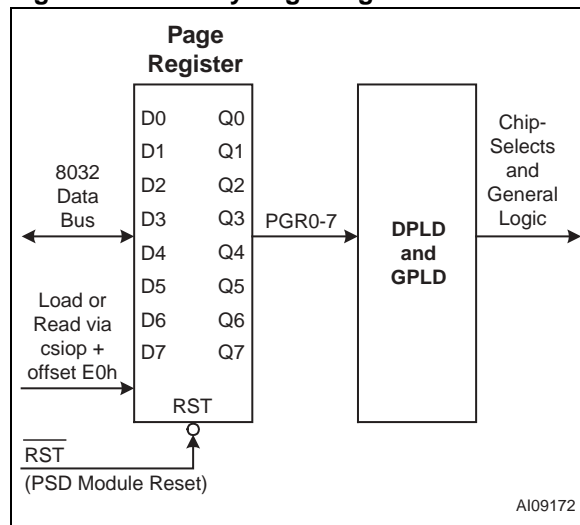 Page
Register
D0 Q0
D1 Q1
D2 Q2
D3 Q3
D4 Q4
D5 Q5
D6 Q6
D7 Q7
RST
8032
Data
Bus
Load or
Read via
csiop +
offset E0h
RST
(PSD Module Reset)
PGR0-7
DPLD
and
GPLD
Chip-
Selects
and
General
Logic
AI09172